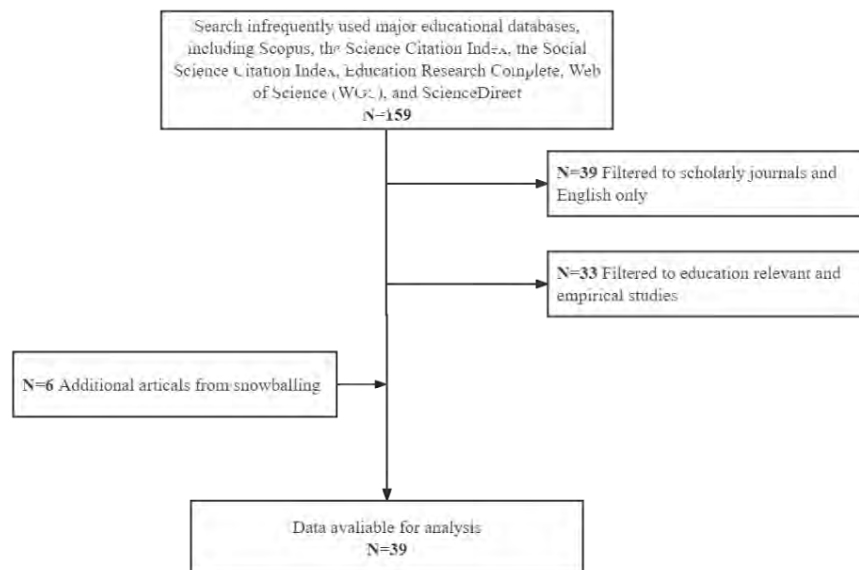 Search infrequently used major educational databases,
including Scopus, the Science Citation Index, the Social
Science Citation Index, Education Research Complete, Web
of Science and ScienceDirect
N=159
N=39 Filtered to scholarly journals and
English only
N=33 Filtered to education relevant and
empirical studies
N=6 Additional articals from snowballing
Data avaliable for analysis
N=39